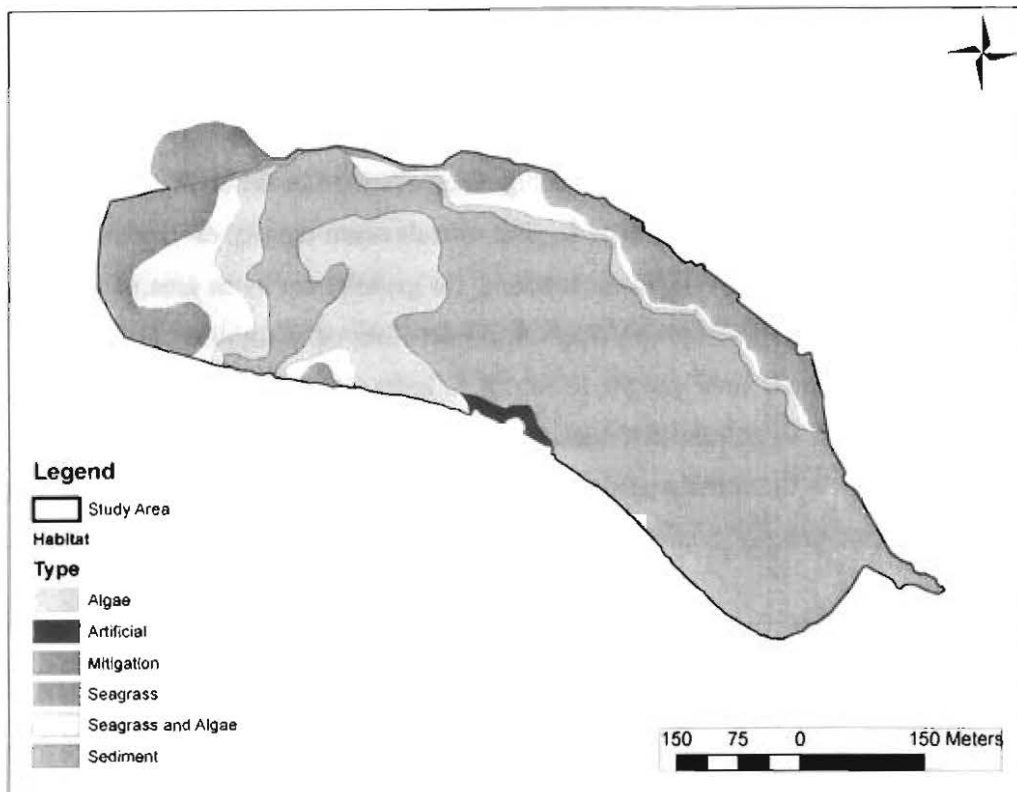 Legend
Study Area
Habitat
Type
Algae
Artificial
Mitigation
Seagrass
Seagrass and Algae
Sediment
150 75 0 150 Meters